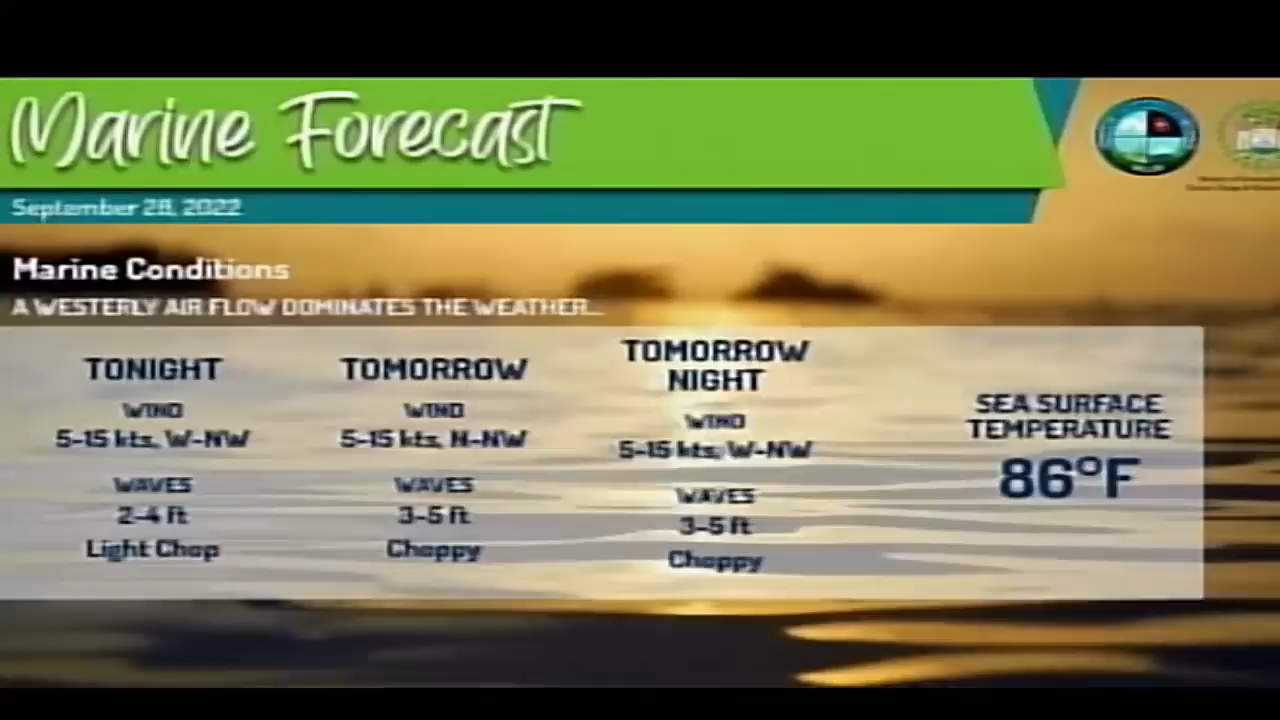 Marine Forecast
September 28, 2022
Marine Conditions
A WESTERLY AIR FLOW DOMINATES THE WEATHER...
TONIGHT
WIND
5-15 kts, W-NW
WAVES
2-4 ft
Light Chop
TOMORROW
WIND
5-15 kts, N-NW
WAVES
3-5 ft
Choppy
TOMORROW
NIGHT
WIND
5-15 kts, W-NW
WAVES
3-5 ft
Choppy
SEA SURFACE
TEMPERATURE
86°F